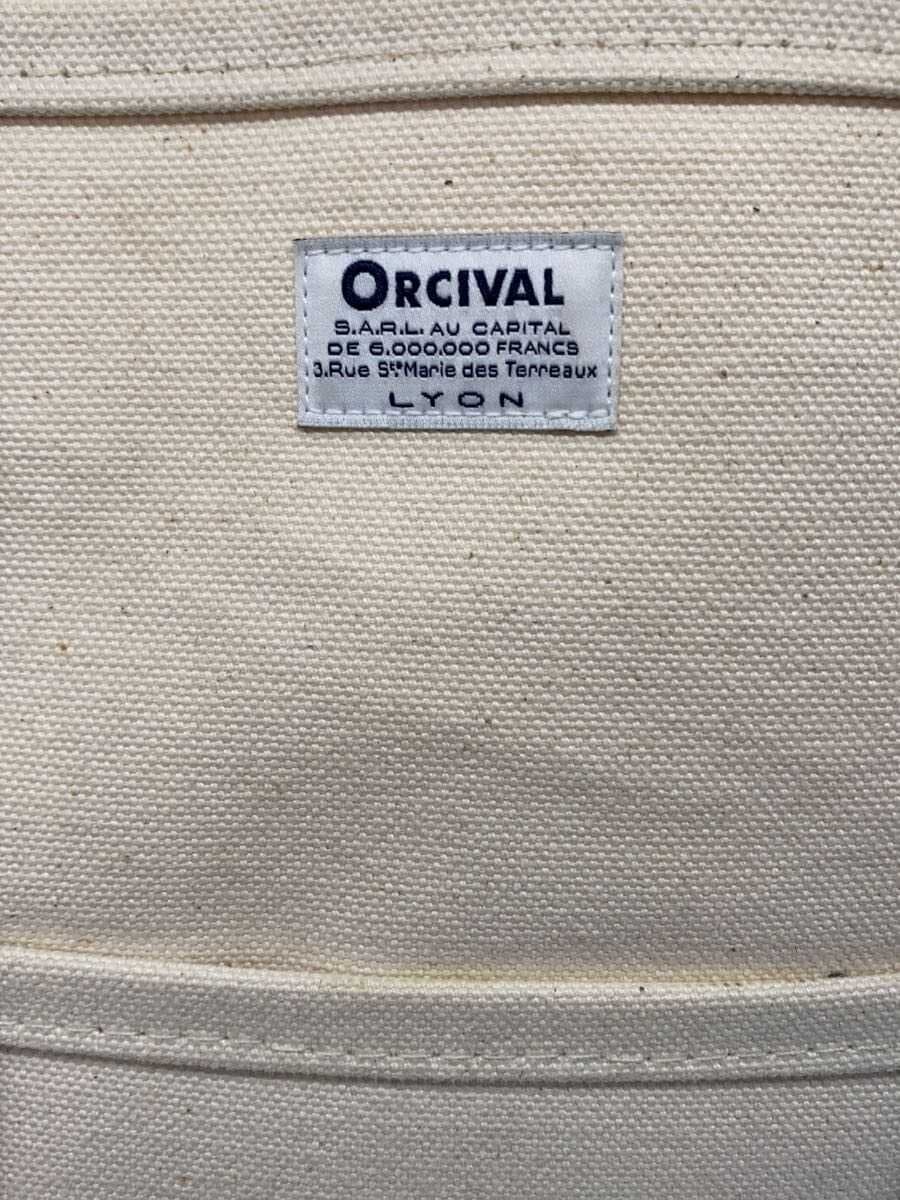 ORCIVAL
S.A.R.L. AU CAPITAL
DE 6.000.000 FRANCS
3.Rue Ste Marie des Terreaux
LYON